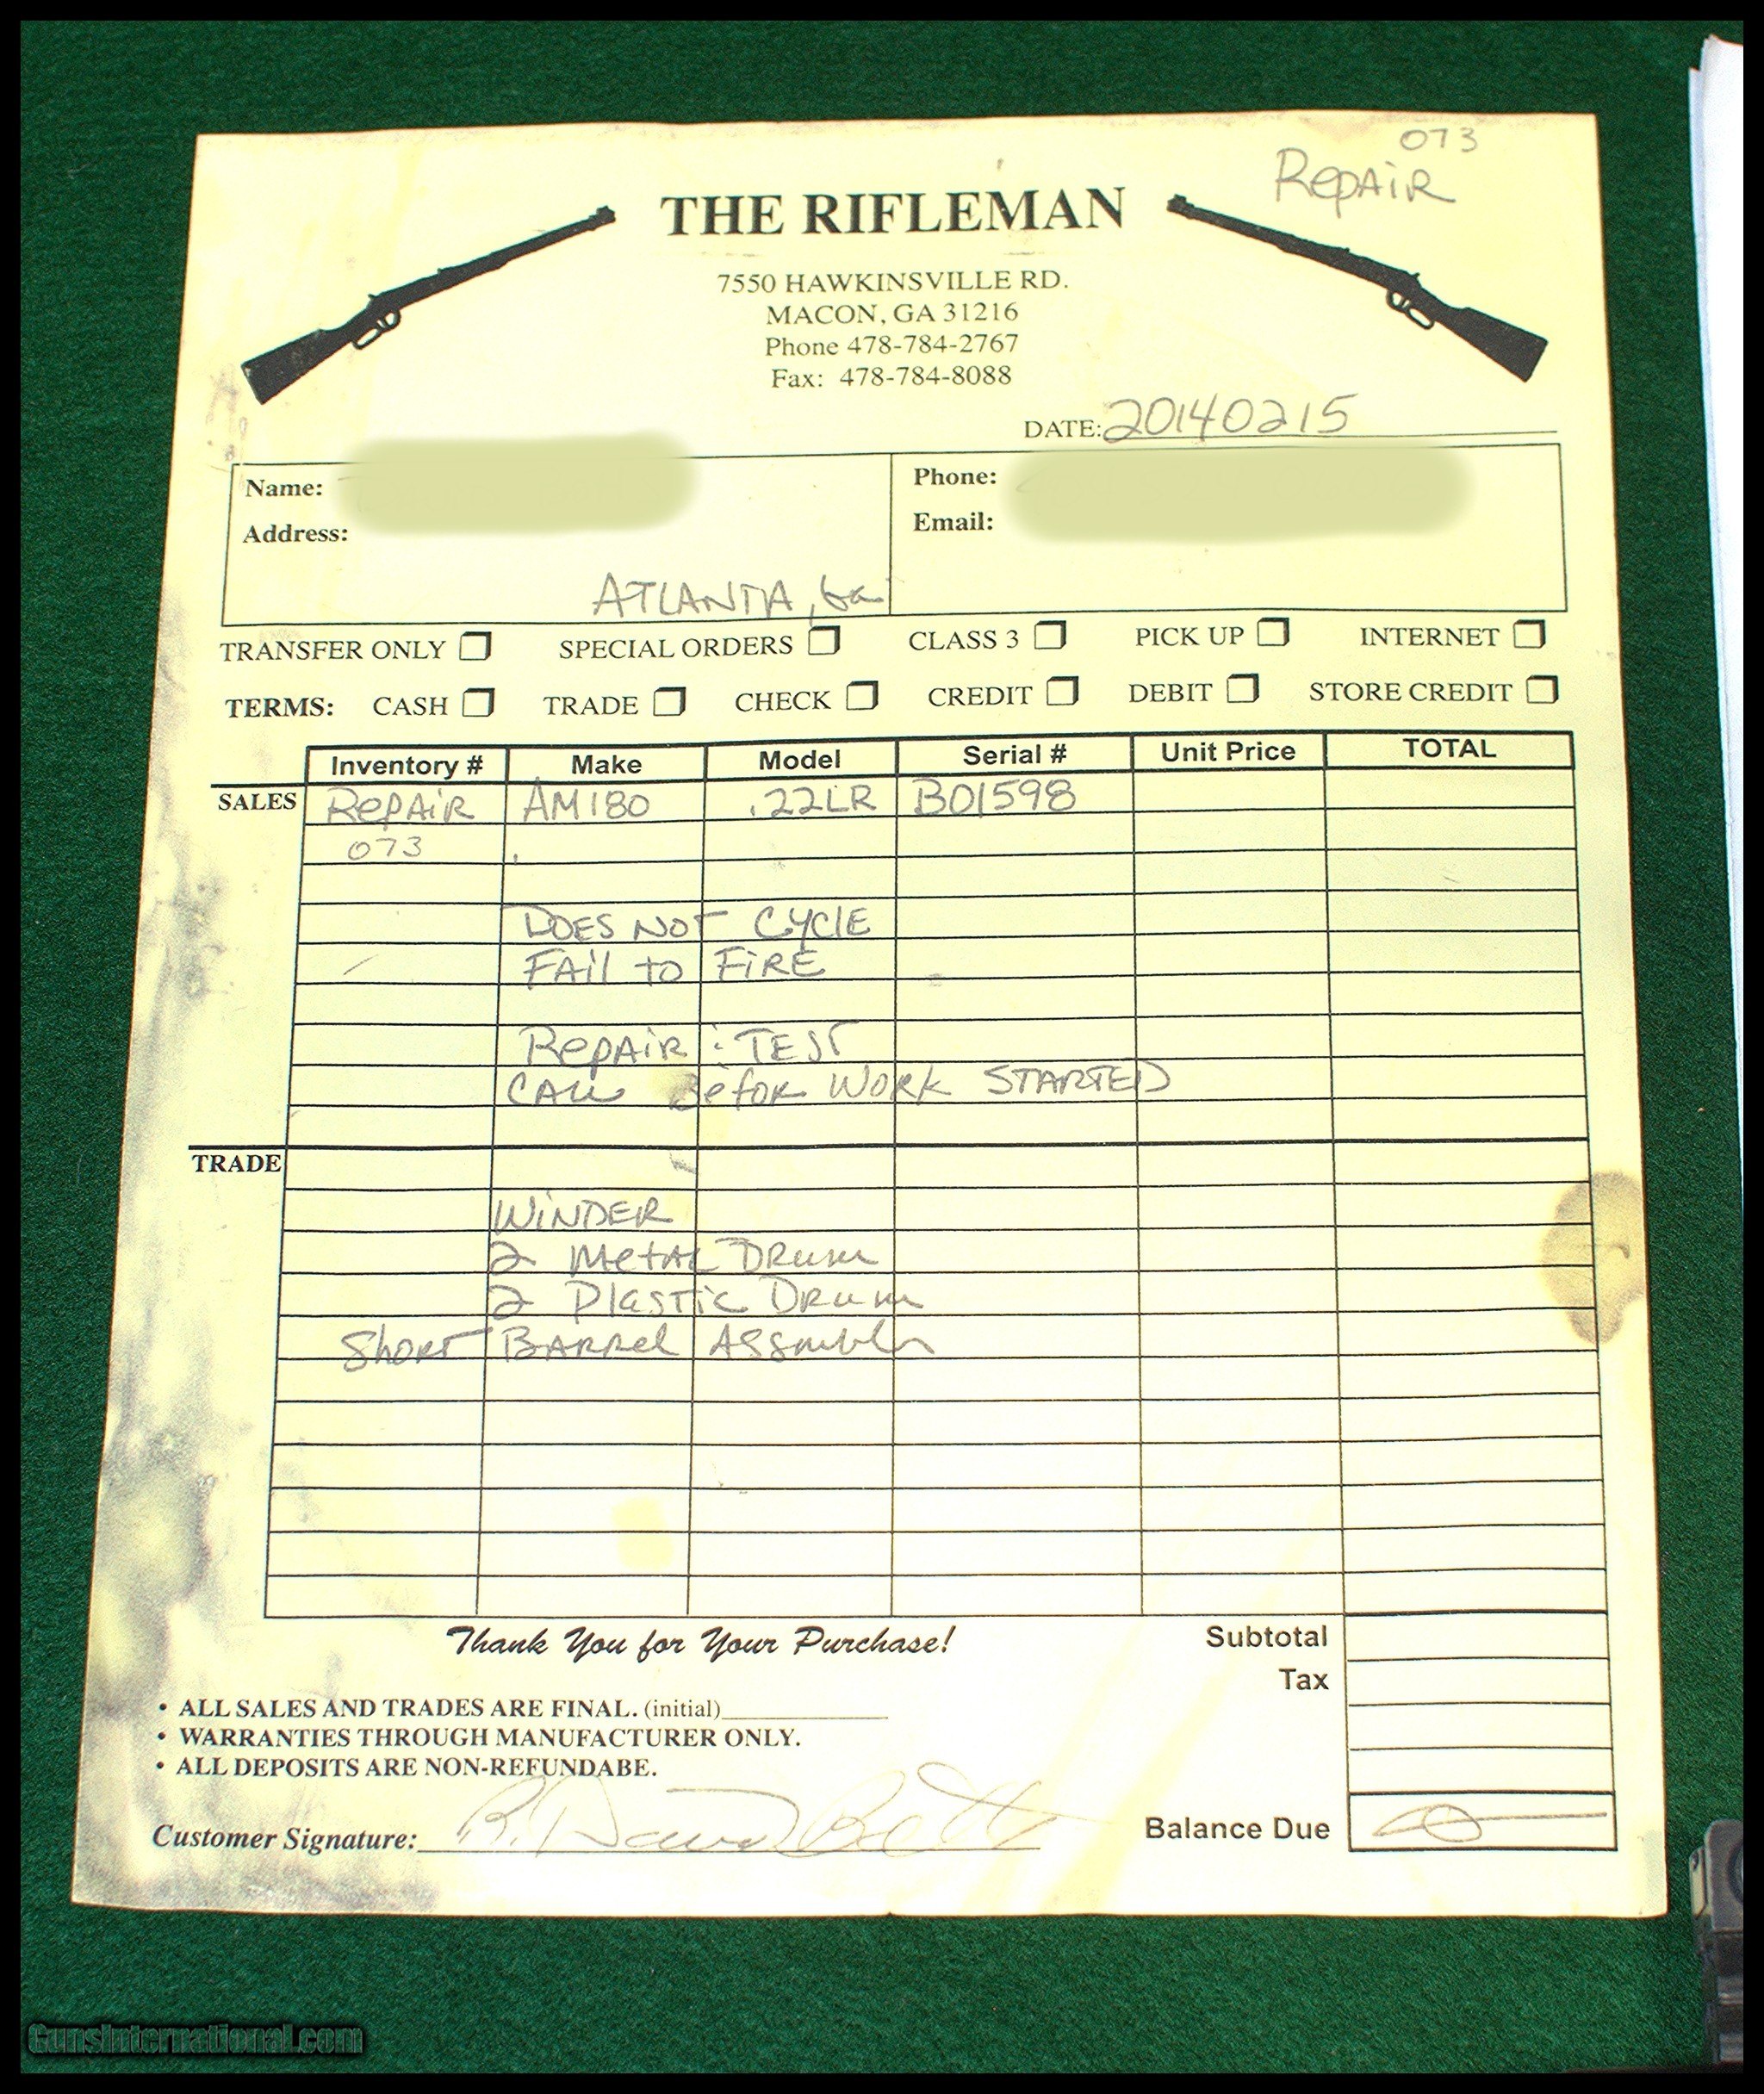 073
Repair
THE RIFLEMAN
7550 HAWKINSVILLE RD.
MACON, GA 31216
Phone 478-784-2767
Fax: 478-784-8088
DATE: 20140215
Name:
Phone:
Address:
Email:
ATLANTA, Ga
TRANSFER ONLY SPECIAL ORDERS CLASS 3 PICK UP INTERNET
TERMS: CASH TRADE CHECK CREDIT DEBIT STORE CREDIT
Inventory # Make Model Serial # Unit Price TOTAL
SALES Repair AM180 .22LR B01598
073
DOES NOT CYCLE
FAil to FIRE
Repair : TEST
CALL Befor WORK STARTED
TRADE
WINDER
2 Metal Drum
2 Plastic Drum
Short Barrel
Thank You for Your Purchase!
Subtotal
Tax
• ALL SALES AND TRADES ARE FINAL. (initial)
• WARRANTIES THROUGH MANUFACTURER ONLY.
• ALL DEPOSITS ARE NON-REFUNDABE.
Customer Signature:
Balance Due
GunsInternational.com